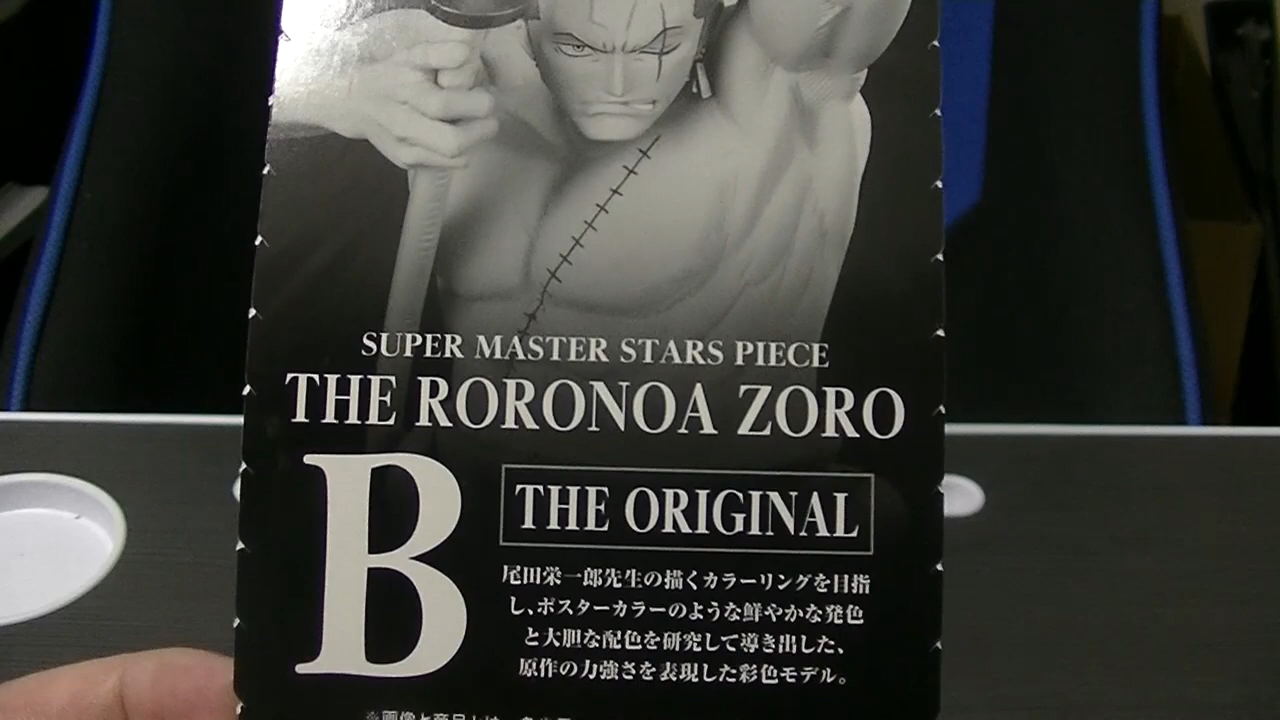 SUPER MASTER STARS PIECE
THE RORONOA ZORO
B
THE ORIGINAL
尾田栄一郎先生の描くカラーリングを目指
し、ポスターカラーのような鮮やかな発色
と大胆な配色を研究して導き出した、
原作の力強さを表現した彩色モデル。